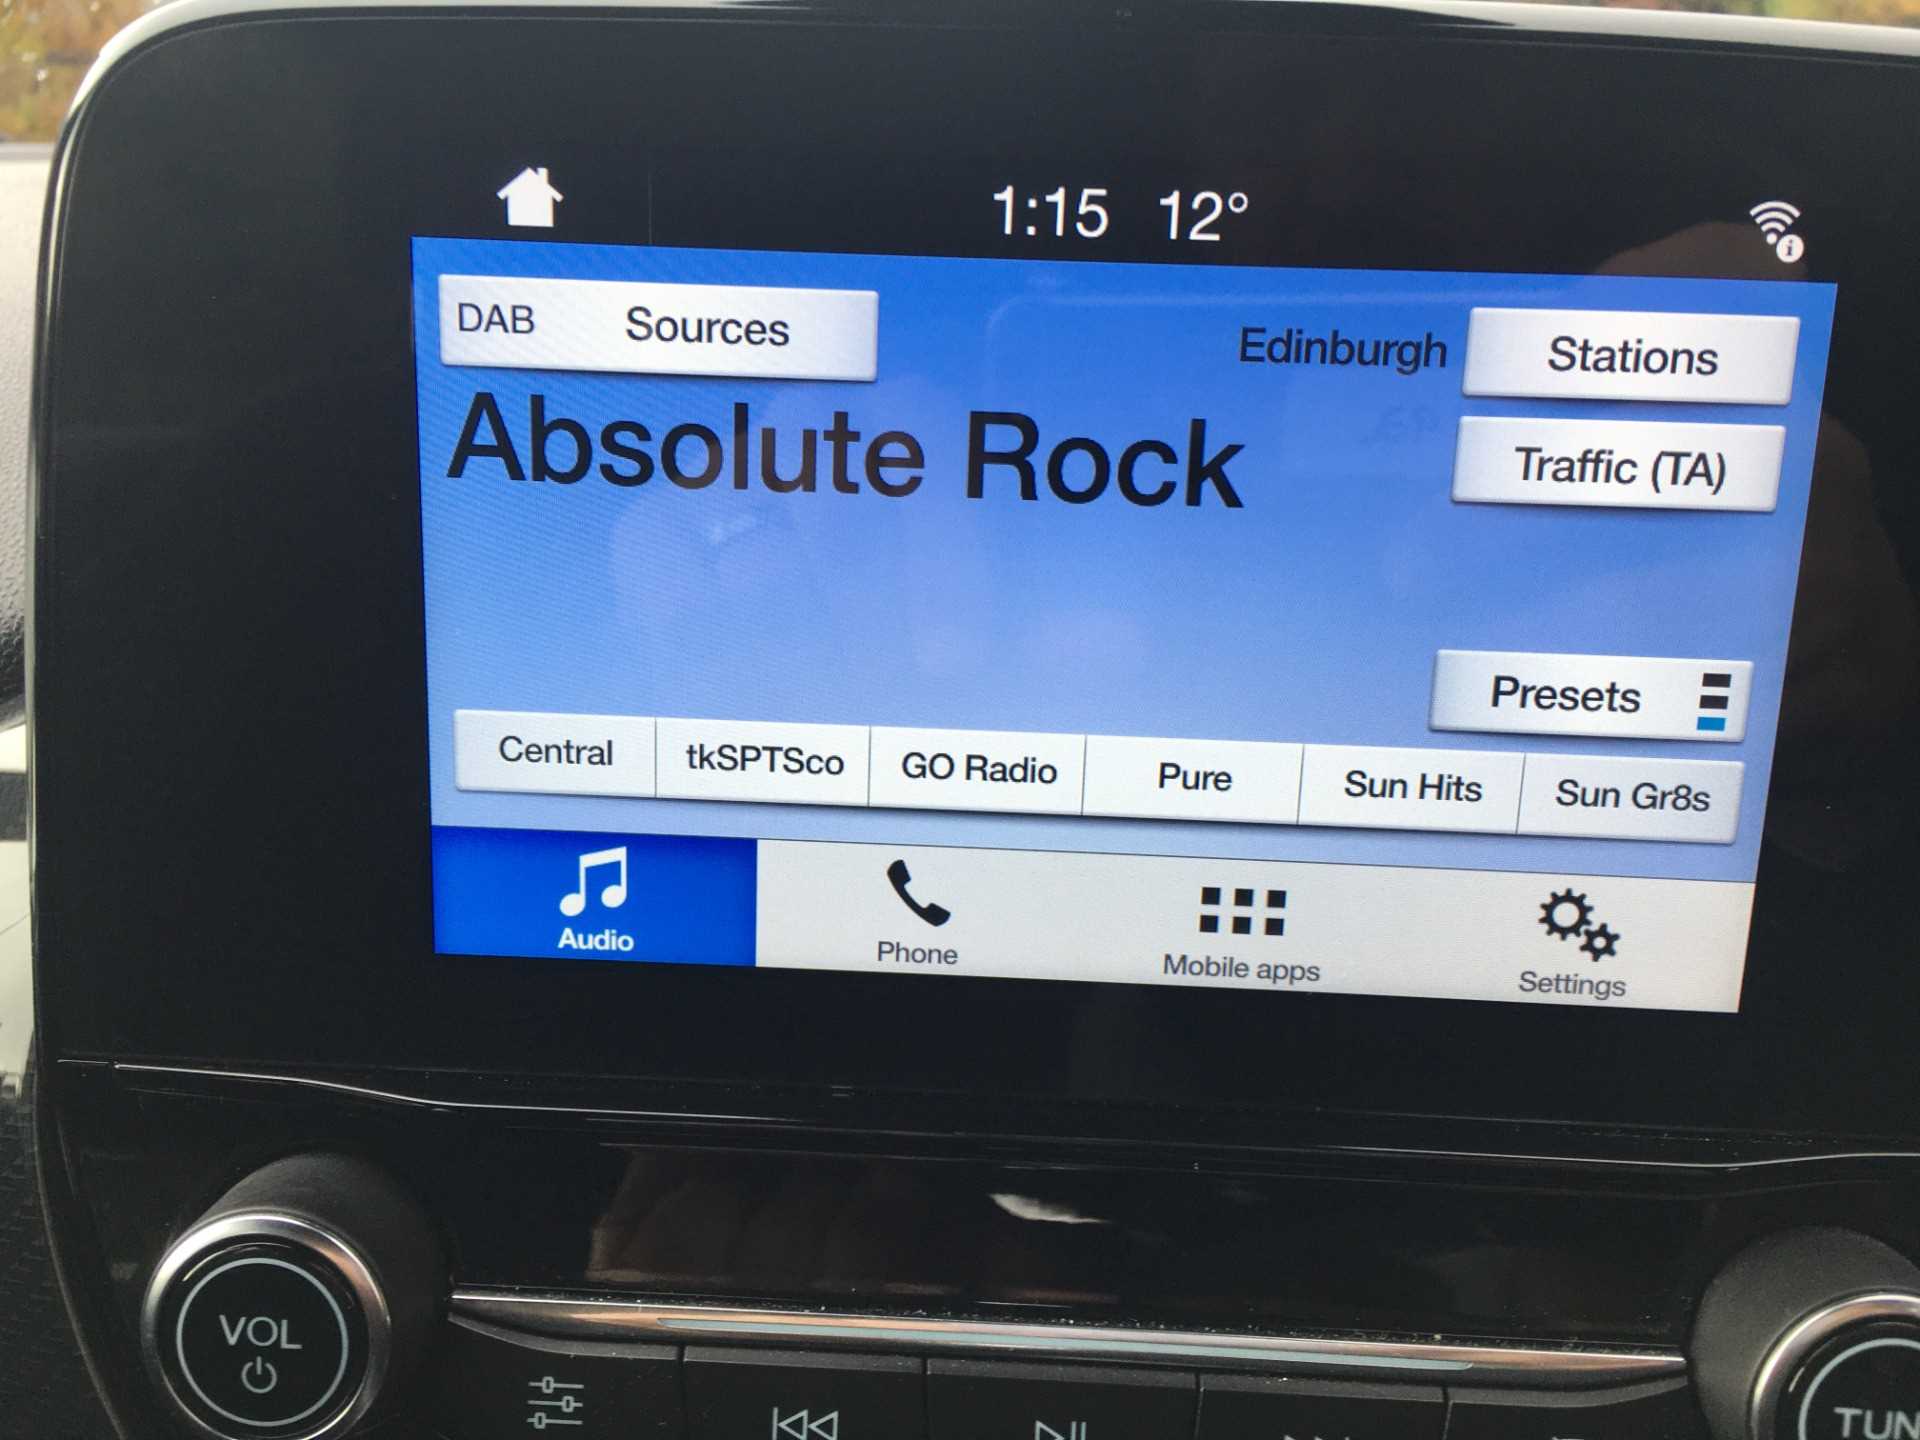 1:15 12°
DAB Sources
Edinburgh Stations
Absolute Rock
Traffic (TA)
Presets
Central tkSPTSco GO Radio Pure Sun Hits Sun Gr8s
Audio Phone Mobile apps Settings
VOL
TUN